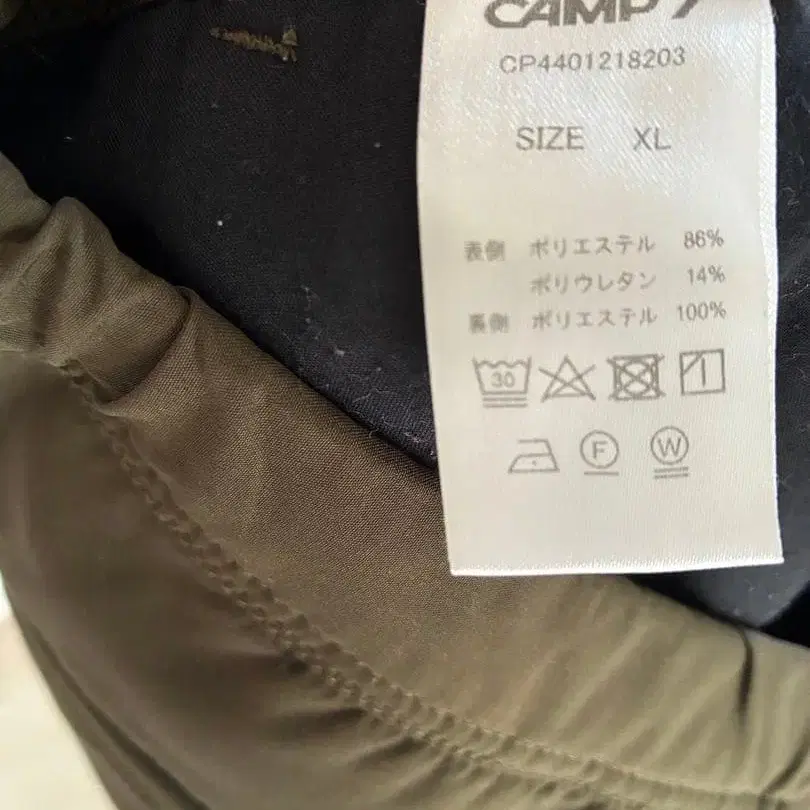 CAMP7
CP4401218203
SIZE XL
表側 ポリエステル 86%
ポリウレタン 14%
裏側 ポリエステル 100%
30
F W